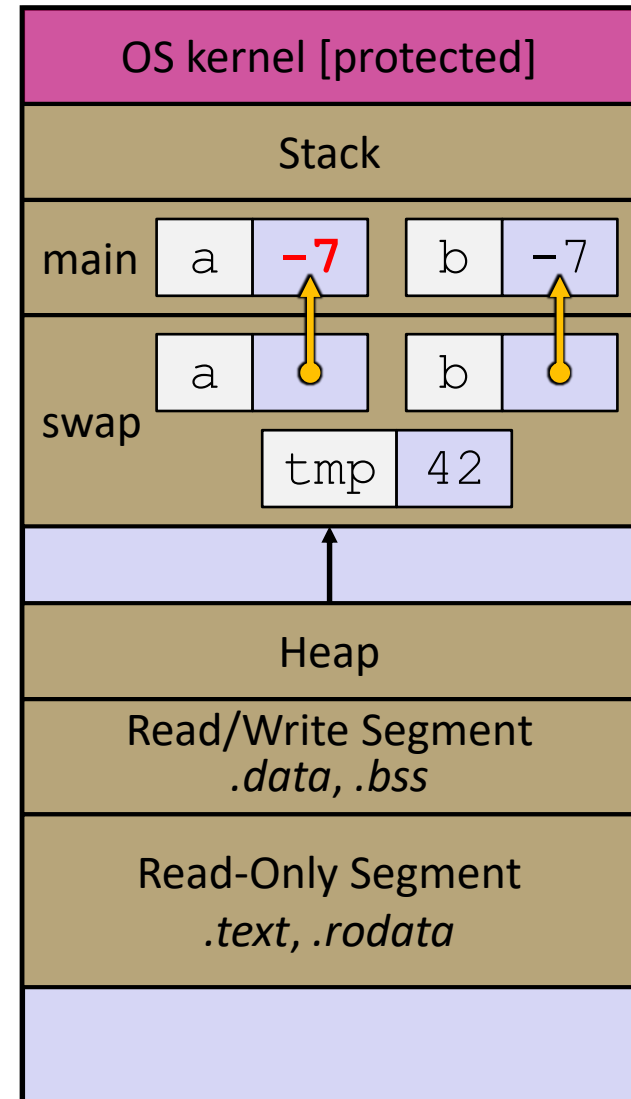 OS kernel [protected]
Stack
main a -7 b -7
a b
swap
tmp 42
Heap
Read/Write Segment
.data, .bss
Read-Only Segment
.text, .rodata